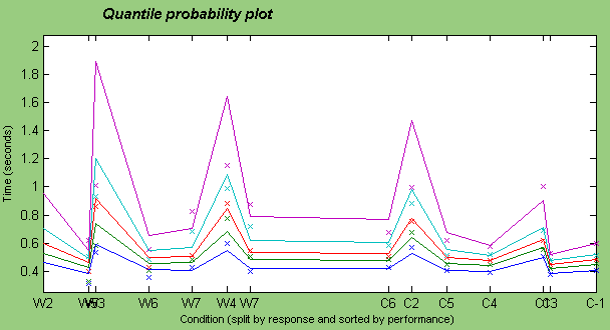 Quantile probability plot
2
1.8
1.6
1.4
1.2
1
0.8
0.6
0.4
Time (seconds)
W2 W3 W6 W7 W4 W7 C6 C2 C5 C4 C3 C-1
Condition (split by response and sorted by performance)